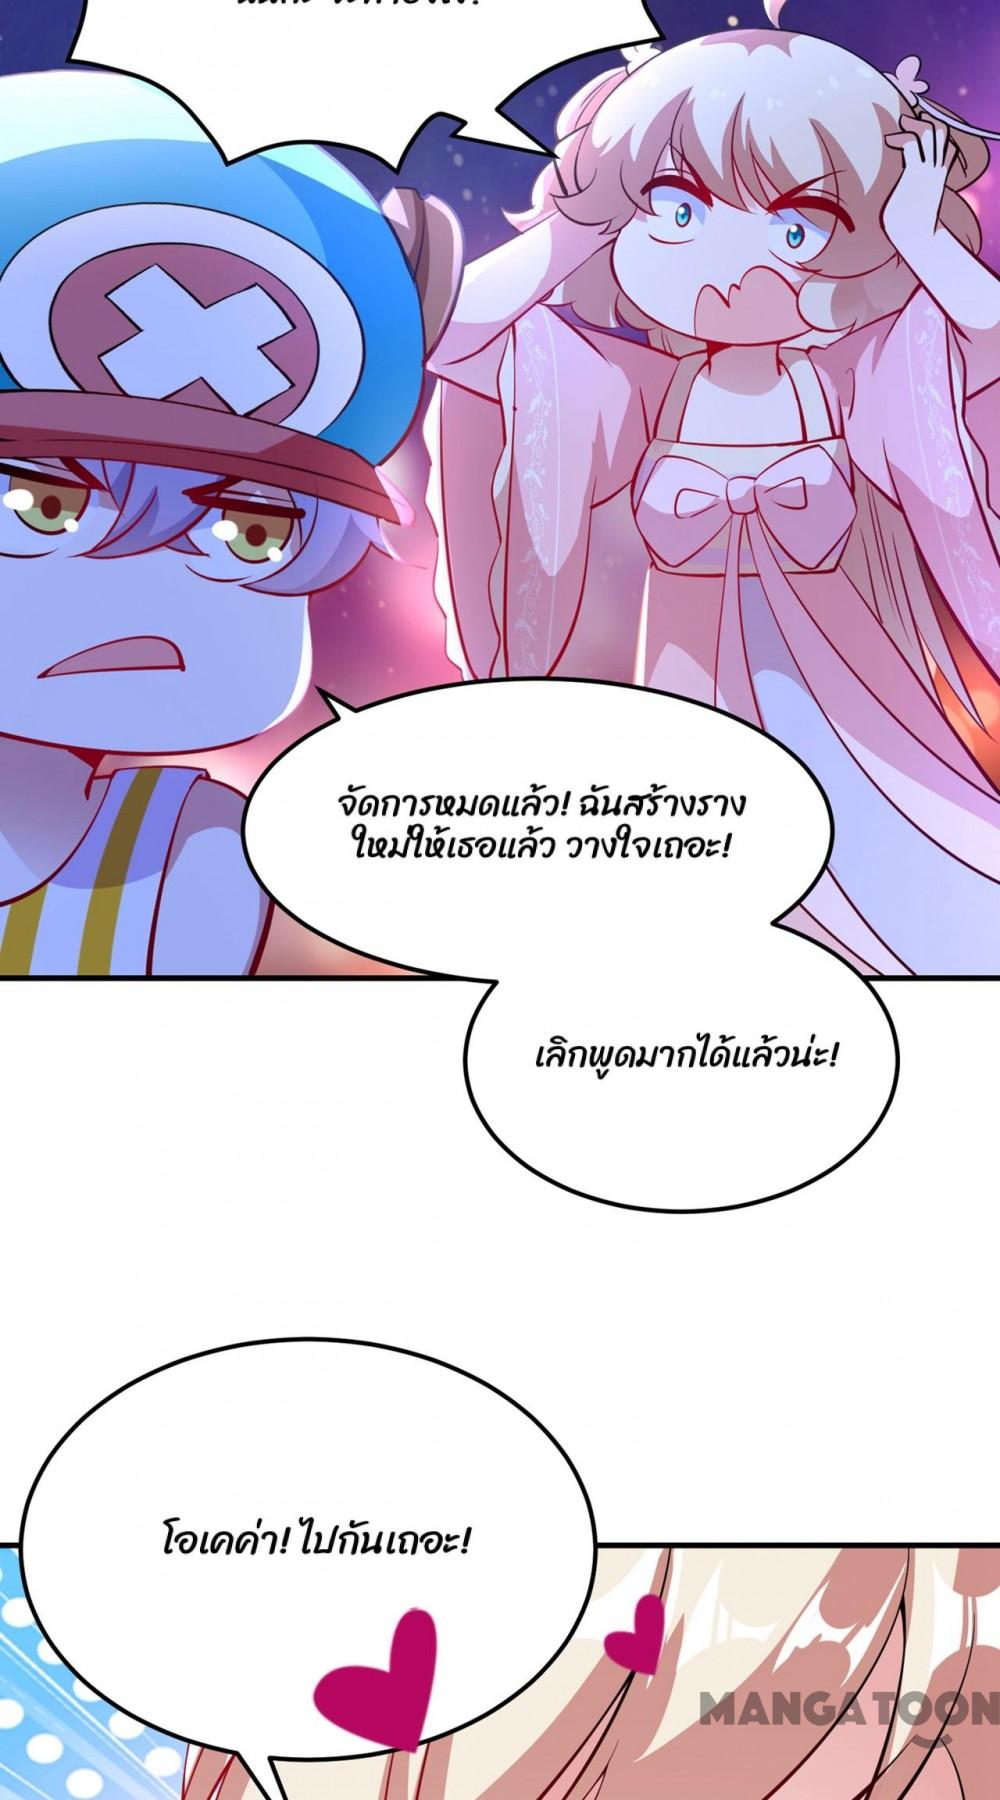 จัดการหมดแล้ว! ฉันสร้างราง
ใหม่ให้เธอแล้ว วางใจเถอะ!
เลิกพูดมากได้แล้วน่ะ!
โอเคค่า! ไปกันเถอะ!
MANGATOON